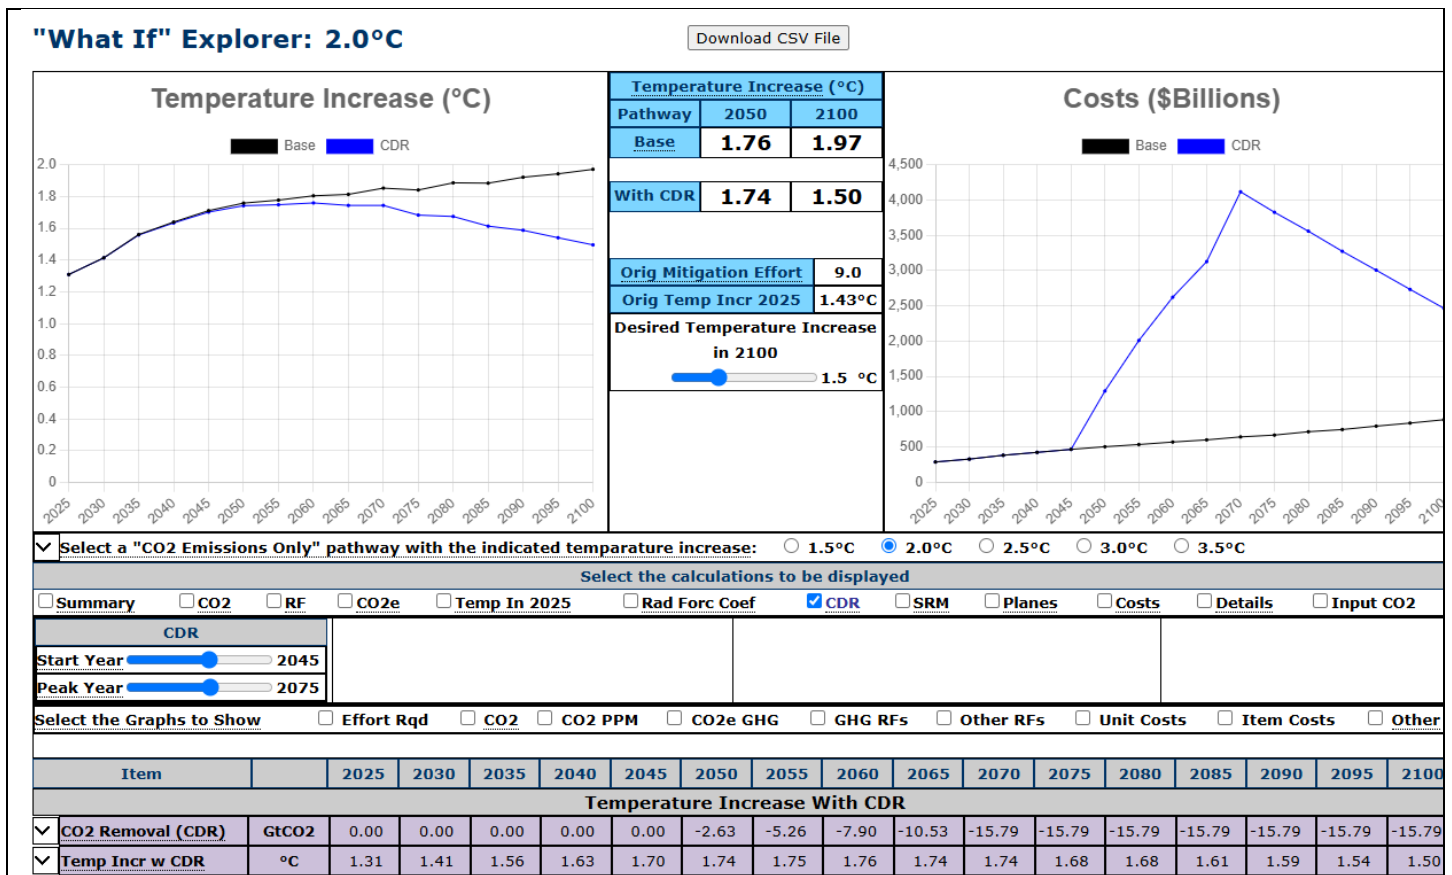 "What If" Explorer: 2.0°C
Download CSV File
Temperature Increase (°C)
Base CDR
2.0
1.8
1.6
1.4
1.2
1.0
0.8
0.6
0.4
0.2
0
2025 2030 2035 2040 2045 2050 2055 2060 2065 2070 2075 2080 2085 2090 2095 2100
Temperature Increase (°C)
Pathway 2050 2100
Base 1.76 1.97
With CDR 1.74 1.50
Orig Mitigation Effort 9.0
Orig Temp Incr 2025 1.43°C
Desired Temperature Increase
in 2100
1.5 °C
Costs ($Billions)
Base CDR
4,500
4,000
3,500
3,000
2,500
2,000
1,500
1,000
500
0
2025 2030 2035 2040 2045 2050 2055 2060 2065 2070 2075 2080 2085 2090 2095 2100
Select a "CO2 Emissions Only" pathway with the indicated temparature increase: 1.5°C 2.0°C 2.5°C 3.0°C 3.5°C
Select the calculations to be displayed
Summary CO2 RF CO2e Temp In 2025 Rad Forc Coef CDR SRM Planes Costs Details Input CO2
CDR
Start Year 2045
Peak Year 2075
Select the Graphs to Show Effort Rqd CO2 CO2 PPM CO2e GHG GHG RFs Other RFs Unit Costs Item Costs Other
Item 2025 2030 2035 2040 2045 2050 2055 2060 2065 2070 2075 2080 2085 2090 2095 2100
Temperature Increase With CDR
CO2 Removal (CDR) GtCO2 0.00 0.00 0.00 0.00 0.00 -2.63 -5.26 -7.90 -10.53 -15.79 -15.79 -15.79 -15.79 -15.79 -15.79 -15.79
Temp Incr w CDR °C 1.31 1.41 1.56 1.63 1.70 1.74 1.75 1.76 1.74 1.74 1.68 1.68 1.61 1.59 1.54 1.50